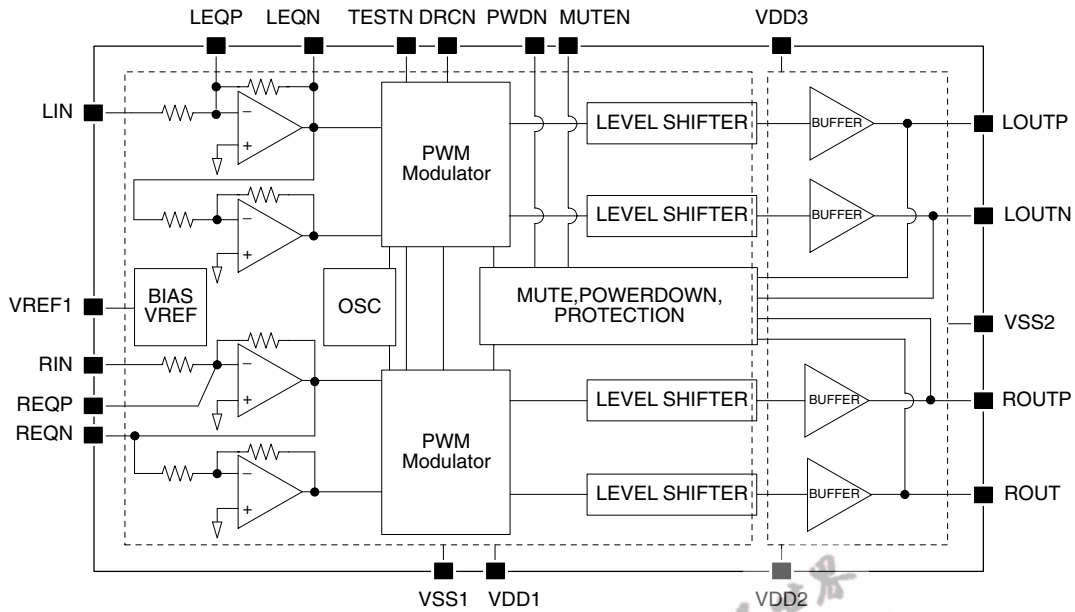 LEQP LEQN TESTN DRCN PWDN MUTEN VDD3
LIN
LEVEL SHIFTER
BUFFER
LOUTP
PWM
Modulator
LEVEL SHIFTER
BUFFER
LOUTN
VREF1
BIAS
VREF
OSC
MUTE,POWERDOWN,
PROTECTION
VSS2
RIN
REQP
REQN
LEVEL SHIFTER
BUFFER
ROUTP
PWM
Modulator
LEVEL SHIFTER
BUFFER
ROUT
VSS1 VDD1 VDD2